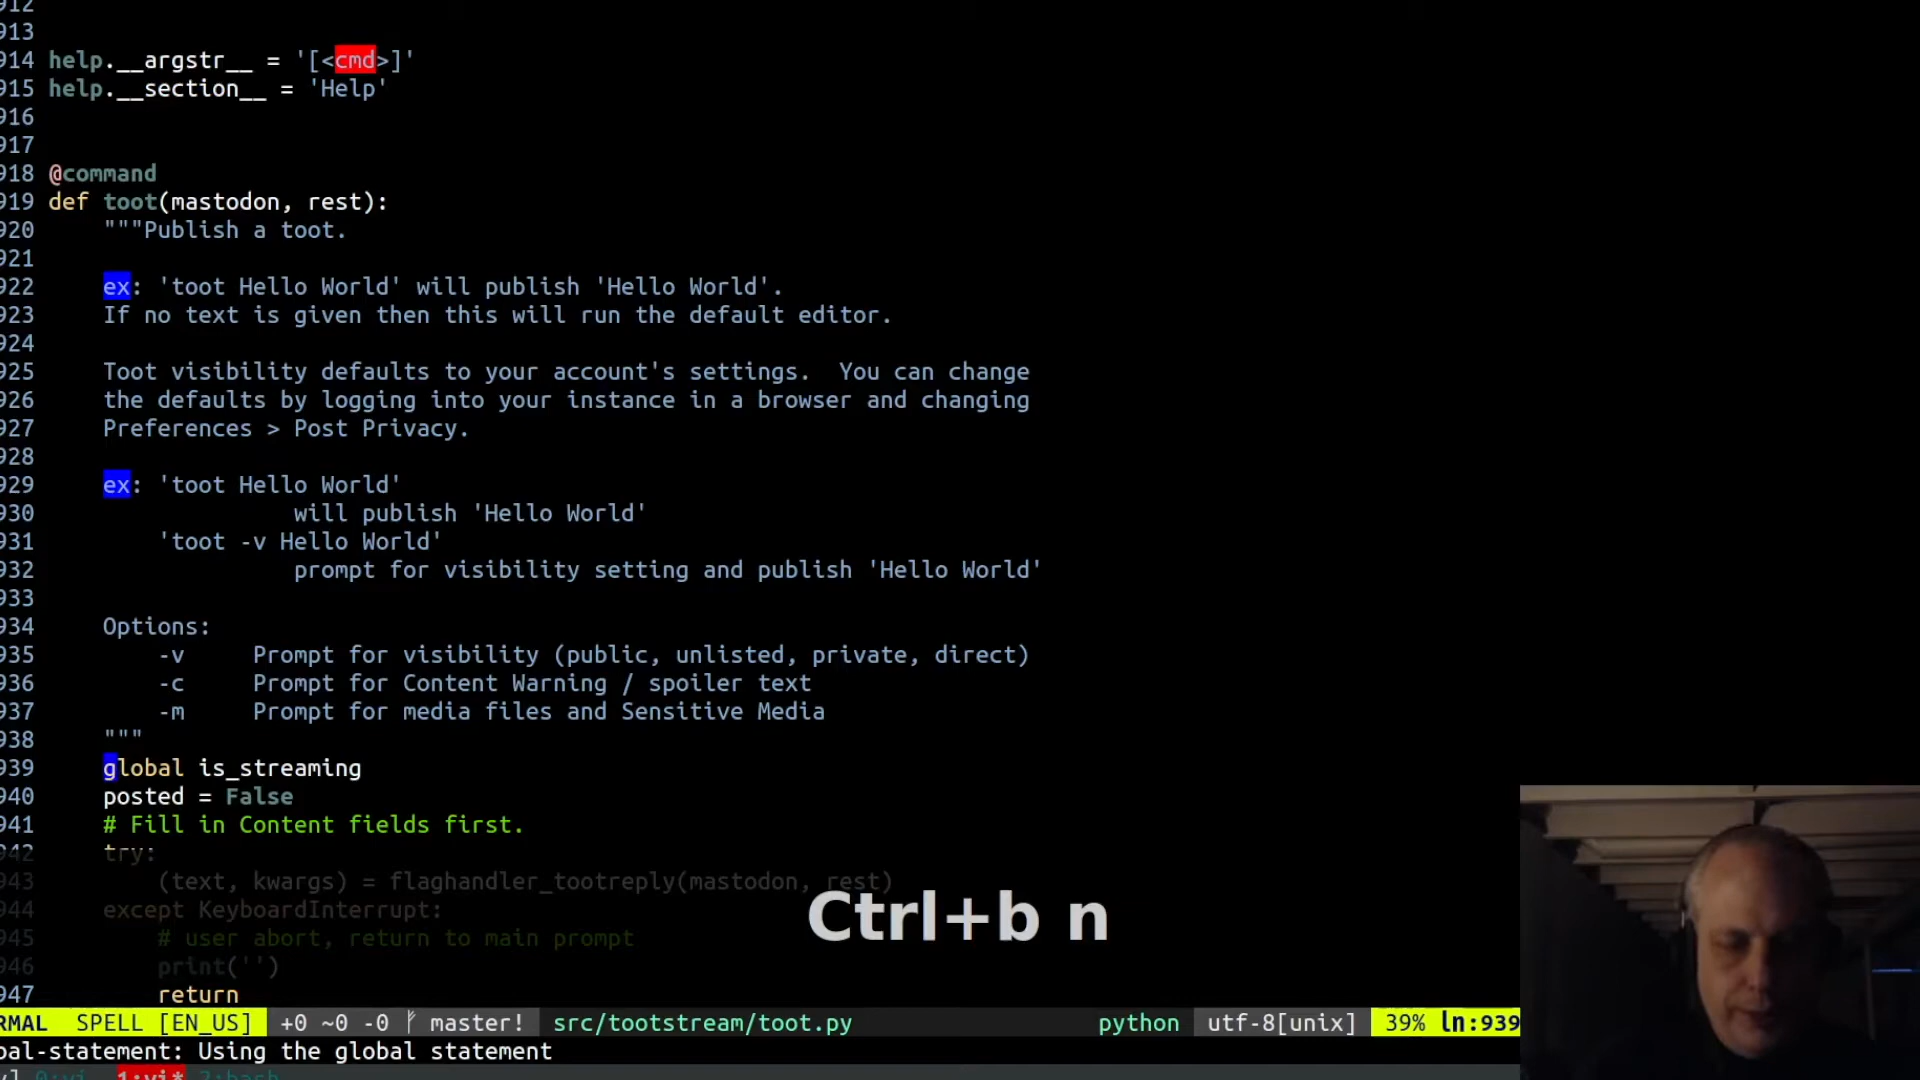 912
913
914 help.__argstr__ = '[<cmd>]'
915 help.__section__ = 'Help'
916
917
918 @command
919 def toot(mastodon, rest):
920     """Publish a toot.
921
922     ex: 'toot Hello World' will publish 'Hello World'.
923     If no text is given then this will run the default editor.
924
925     Toot visibility defaults to your account's settings.  You can change
926     the defaults by logging into your instance in a browser and changing
927     Preferences > Post Privacy.
928
929     ex: 'toot Hello World'
930                   will publish 'Hello World'
931         'toot -v Hello World'
932                   prompt for visibility setting and publish 'Hello World'
933
934     Options:
935         -v     Prompt for visibility (public, unlisted, private, direct)
936         -c     Prompt for Content Warning / spoiler text
937         -m     Prompt for media files and Sensitive Media
938     """
939     global is_streaming
940     posted = False
941     # Fill in Content fields first.
942     try:
943         (text, kwargs) = flaghandler_tootreply(mastodon, rest)
944     except KeyboardInterrupt:
945         # user abort, return to main prompt
946         print('')
947         return
Ctrl+b n
RMAL SPELL [EN_US] +0 ~0 -0 master! src/tootstream/toot.py python utf-8[unix] 39% ln:939
bal-statement: Using the global statement
0:vi 1:vi* 2:bash